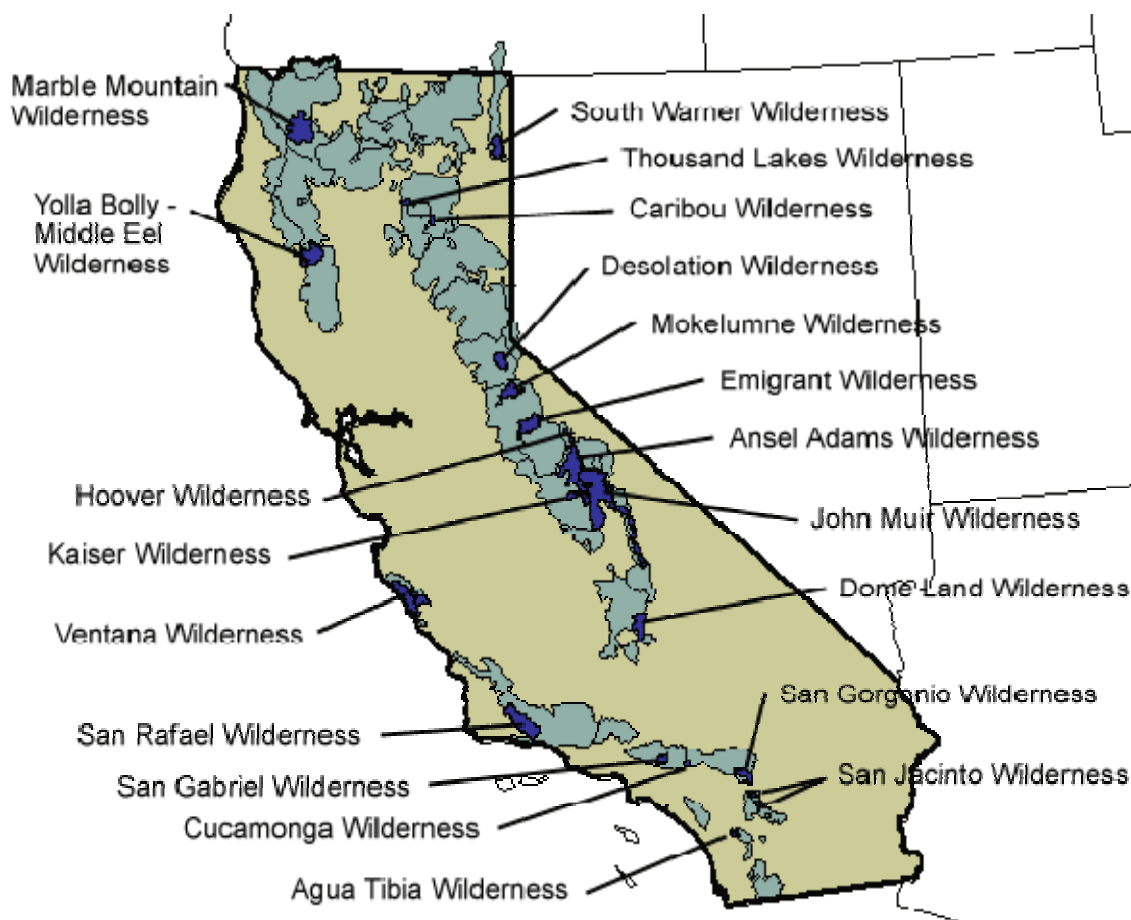 Marble Mountain
Wilderness
South Warner Wilderness
Thousand Lakes Wilderness
Yolla Bolly -
Middle Eel
Wilderness
Caribou Wilderness
Desolation Wilderness
Mokelumne Wilderness
Emigrant Wilderness
Ansel Adams Wilderness
Hoover Wilderness
John Muir Wilderness
Kaiser Wilderness
Dome Land Wilderness
Ventana Wilderness
San Gorgonio Wilderness
San Rafael Wilderness
San Jacinto Wilderness
San Gabriel Wilderness
Cucamonga Wilderness
Agua Tibia Wilderness